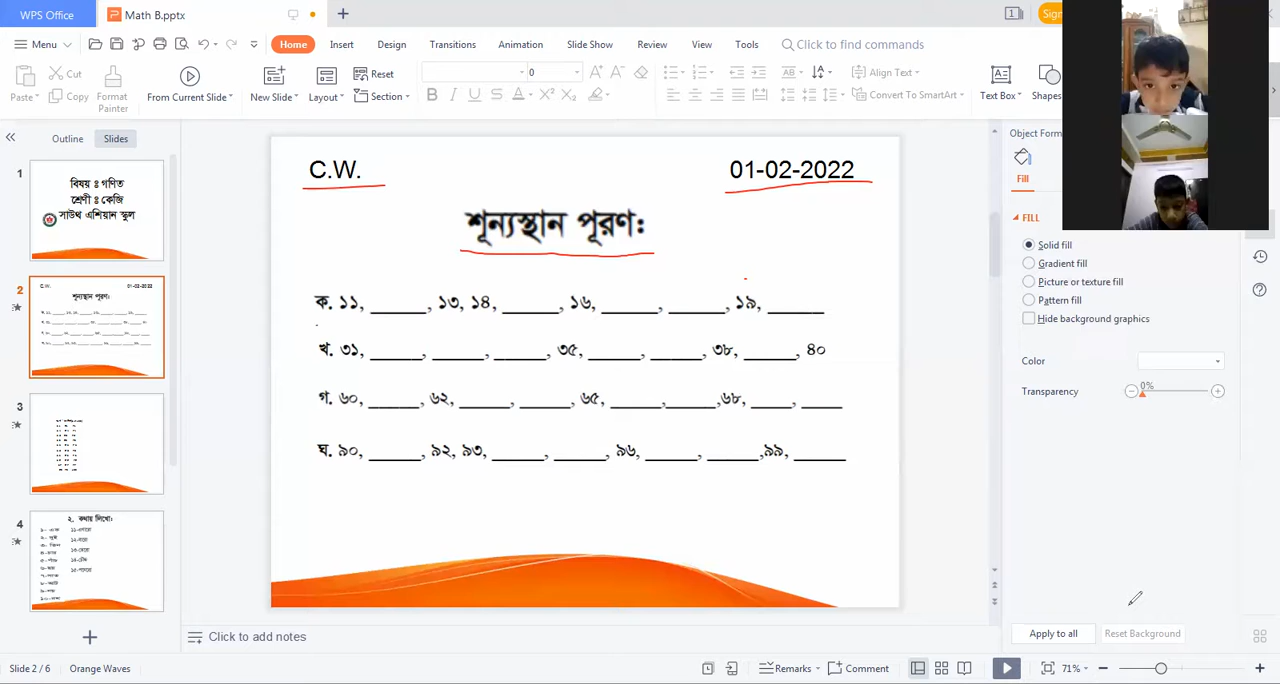 WPS Office
Math B.pptx
Menu
Home Insert Design Transitions Animation Slide Show Review View Tools Click to find commands
Paste Cut Copy Format Painter From Current Slide New Slide Layout Reset Section 0 Align Text Convert To SmartArt Text Box Shapes
Outline Slides
1
বিষয় ঃ গণিত
শ্রেণী ঃ কেজি
সাউথ এশিয়ান স্কুল
2
3
4
২. কথায় লিখো:
C.W. 01-02-2022
শূন্যস্থান পূরণ:
ক. ১১, ______, ১৩, ১৪, ______, ১৬, ______, ______, ১৯, ______
খ. ৩১, ______, ______, ______, ৩৫, ______, ______, ৩৮, ______, ৪০
গ. ৬০, ______, ৬২, ______, ______, ৬৫, ______,______,৬৮, ______, ______
ঘ. ৯০, ______, ৯২, ৯৩, ______, ______, ৯৬, ______, ______,৯৯, ______
Click to add notes
Object Form
Fill
FILL
Solid fill
Gradient fill
Picture or texture fill
Pattern fill
Hide background graphics
Color
Transparency 0%
Apply to all Reset Background
Slide 2 / 6 Orange Waves Remarks Comment 71%